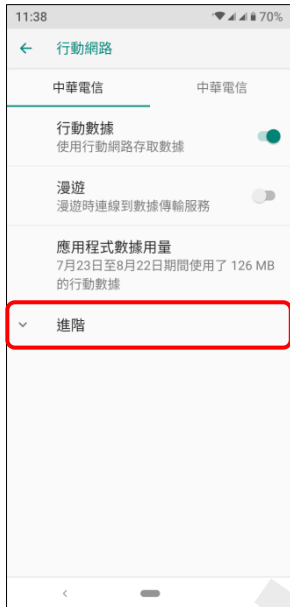 11:38 70%
行動網路
中華電信 中華電信
行動數據
使用行動網路存取數據
漫遊
漫遊時連線到數據傳輸服務
應用程式數據用量
7月23日至8月22日期間使用了 126 MB
的行動數據
進階